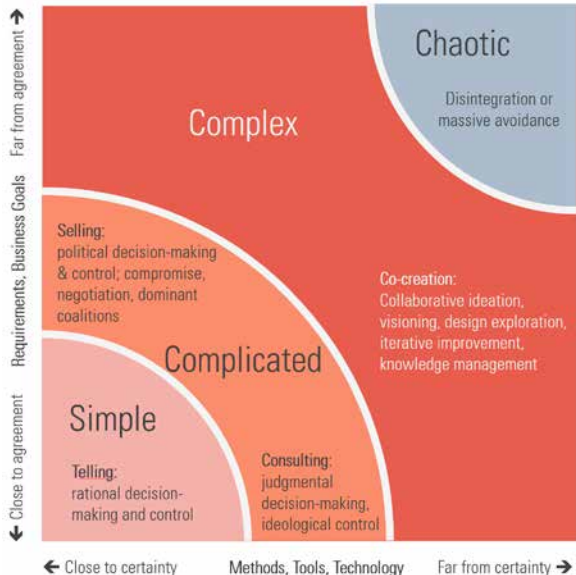 Chaotic
Disintegration or
massive avoidance
Complex
Selling:
political decision-making
& control; compromise,
negotiation, dominant
coalitions
Co-creation:
Collaborative ideation,
visioning, design exploration,
iterative improvement,
knowledge management
Complicated
Simple
Telling:
rational decision-
making and control
Consulting:
judgmental
decision-making,
ideological control
← Close to agreement
Requirements, Business Goals
Far from agreement →
← Close to certainty
Methods, Tools, Technology
Far from certainty →